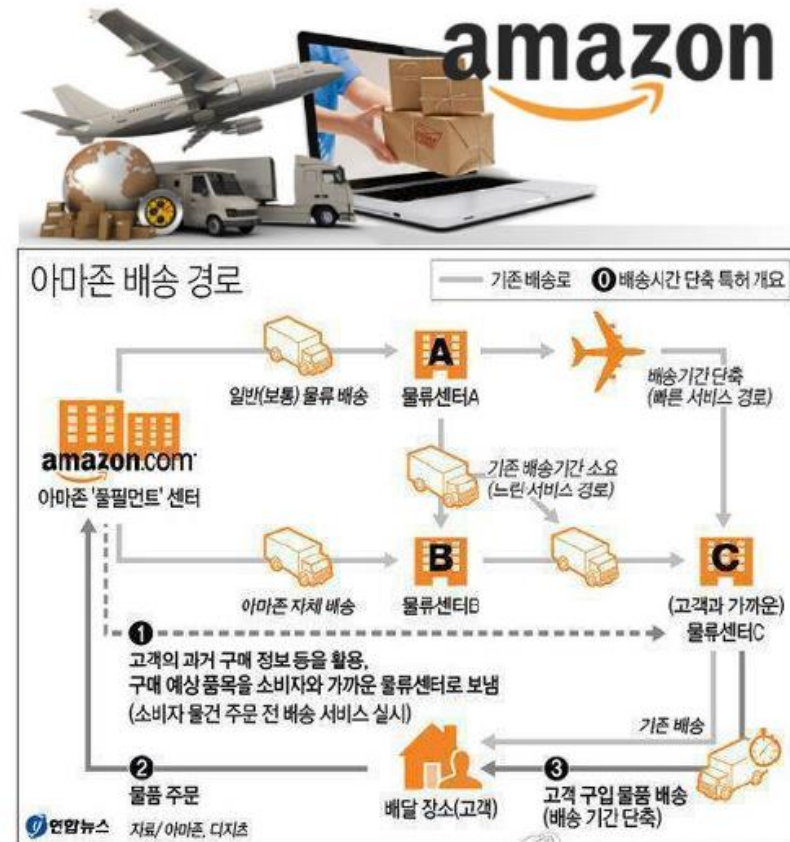 amazon
아마존 배송 경로
기존 배송로
0 배송시간 단축 특허 개요
A
일반(보통) 물류 배송
물류센터A
배송기간 단축
(빠른 서비스 경로)
amazon.com
아마존 '풀필먼트' 센터
기존 배송기간 소요
(느린 서비스 경로)
B
C
아마존 자체 배송
물류센터B
(고객과 가까운)
물류센터C
1
고객의 과거 구매 정보 등을 활용,
구매 예상 품목을 소비자와 가까운 물류센터로 보냄
(소비자 물건 주문 전 배송 서비스 실시)
기존 배송
2
물품 주문
배달 장소(고객)
3
고객 구입 물품 배송
(배송 기간 단축)
연합뉴스
자료/ 아마존, 디지츠